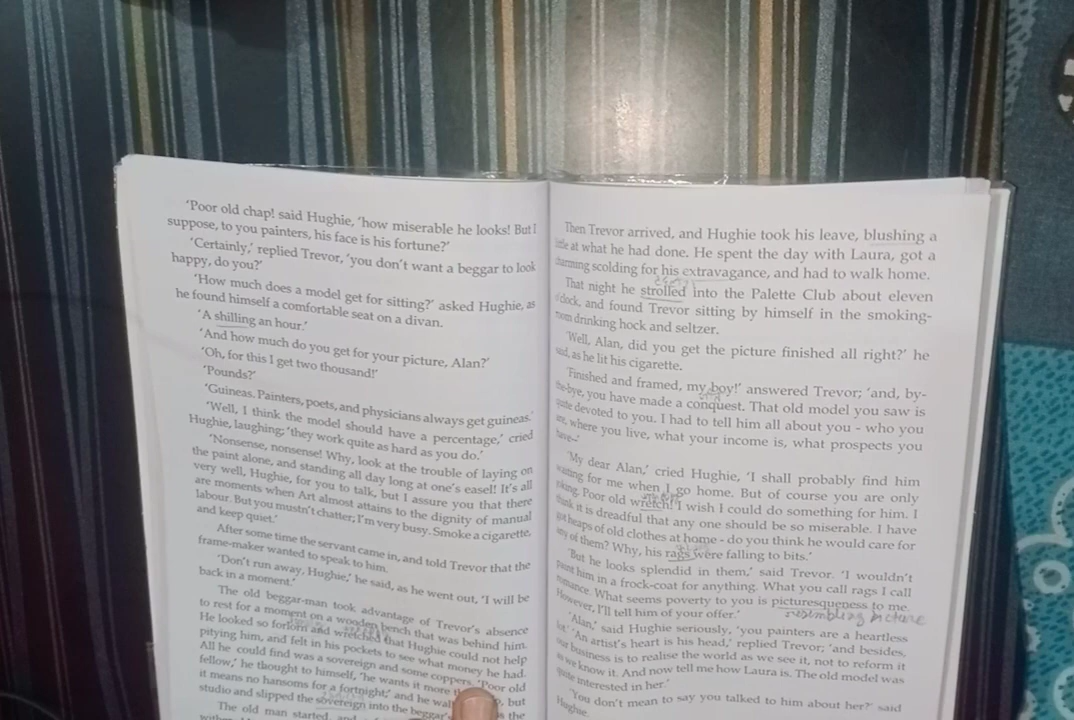 'Poor old chap! said Hughie, 'how miserable he looks! But I
suppose, to you painters, his face is his fortune?'
'Certainly,' replied Trevor, 'you don't want a beggar to look
happy, do you?'
'How much does a model get for sitting?' asked Hughie, as
he found himself a comfortable seat on a divan.
'A shilling an hour.'
'And how much do you get for your picture, Alan?'
'Oh, for this I get two thousand!'
'Pounds?'
'Guineas. Painters, poets, and physicians always get guineas.'
'Well, I think the model should have a percentage,' cried
Hughie, laughing; 'they work quite as hard as you do.'
'Nonsense, nonsense! Why, look at the trouble of laying on
the paint alone, and standing all day long at one's easel! It's all
very well, Hughie, for you to talk, but I assure you that there
are moments when Art almost attains to the dignity of manual
labour. But you mustn't chatter; I'm very busy. Smoke a cigarette,
and keep quiet.'
After some time the servant came in, and told Trevor that the
frame-maker wanted to speak to him.
'Don't run away, Hughie,' he said, as he went out, 'I will be
back in a moment.'
The old beggar-man took advantage of Trevor's absence
to rest for a moment on a wooden bench that was behind him.
He looked so forlorn and wretched that Hughie could not help
pitying him, and felt in his pockets to see what money he had.
All he could find was a sovereign and some coppers. 'Poor old
fellow,' he thought to himself, 'he wants it more but
it means no hansoms for a fortnight;' and he the
studio and slipped the sovereign into the beggar's
The old man started, and
Then Trevor arrived, and Hughie took his leave, blushing a
little at what he had done. He spent the day with Laura, got a
charming scolding for his extravagance, and had to walk home.
That night he strolled into the Palette Club about eleven
o'clock, and found Trevor sitting by himself in the smoking-
room drinking hock and seltzer.
'Well, Alan, did you get the picture finished all right?' he
said, as he lit his cigarette.
'Finished and framed, my boy!' answered Trevor; 'and, by-
the-bye, you have made a conquest. That old model you saw is
quite devoted to you. I had to tell him all about you - who you
are, where you live, what your income is, what prospects you
have--'
'My dear Alan,' cried Hughie, 'I shall probably find him
waiting for me when I go home. But of course you are only
joking. Poor old wretch! I wish I could do something for him. I
think it is dreadful that any one should be so miserable. I have
got heaps of old clothes at home - do you think he would care for
any of them? Why, his rags were falling to bits.'
'But he looks splendid in them,' said Trevor. 'I wouldn't
paint him in a frock-coat for anything. What you call rags I call
romance. What seems poverty to you is picturesqueness to me.
resembling picture
However, I'll tell him of your offer.'
'Alan,' said Hughie seriously, 'you painters are a heartless
lot.' 'An artist's heart is his head,' replied Trevor; 'and besides,
our business is to realise the world as we see it, not to reform it
as we know it. And now tell me how Laura is. The old model was
quite interested in her.'
'You don't mean to say you talked to him about her?' said
Hughie.